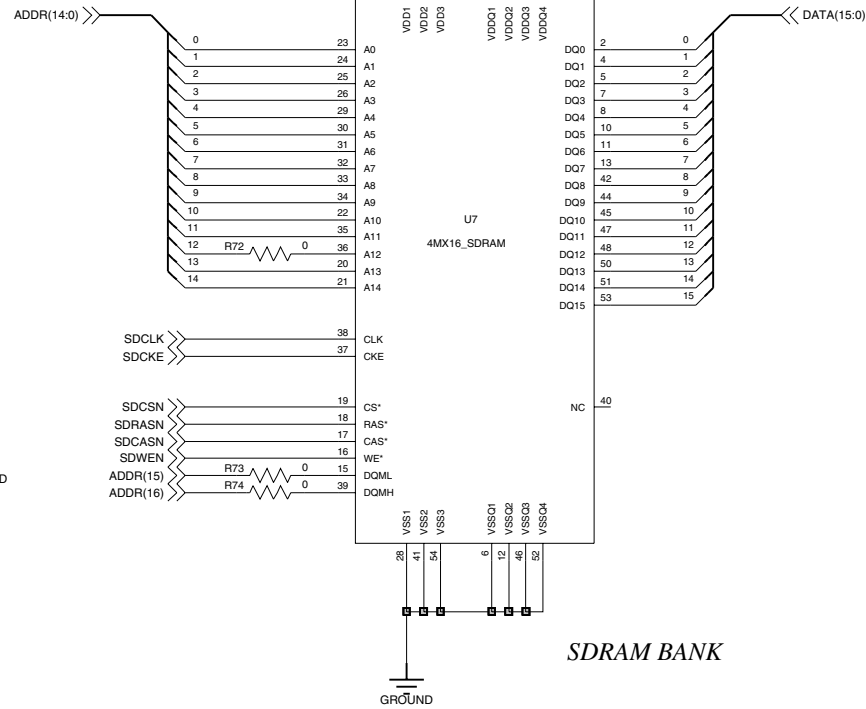 ADDR(14:0)
VDD1 VDD2 VDD3 VDDQ1 VDDQ2 VDDQ3 VDDQ4
DATA(15:0)
0 23 A0 DQ0 2 0
1 24 A1 DQ1 4 1
2 25 A2 DQ2 5 2
3 26 A3 DQ3 7 3
4 29 A4 DQ4 8 4
5 30 A5 DQ5 10 5
6 31 A6 DQ6 11 6
7 32 A7 DQ7 13 7
8 33 A8 DQ8 42 8
9 34 A9 DQ9 44 9
10 22 A10 U7 DQ10 45 10
11 35 A11 DQ11 47 11
12 R72 0 36 A12 4MX16_SDRAM DQ12 48 12
13 20 A13 DQ13 50 13
14 21 A14 DQ14 51 14
DQ15 53 15
SDCLK 38 CLK
SDCKE 37 CKE
SDCSN 19 CS* NC 40
SDRASN 18 RAS*
SDCASN 17 CAS*
SDWEN 16 WE*
D ADDR(15) R73 0 15 DQML
ADDR(16) R74 0 39 DQMH
VSS1 VSS2 VSS3 VSSQ1 VSSQ2 VSSQ3 VSSQ4
28 41 54 6 12 46 52
SDRAM BANK
GROUND